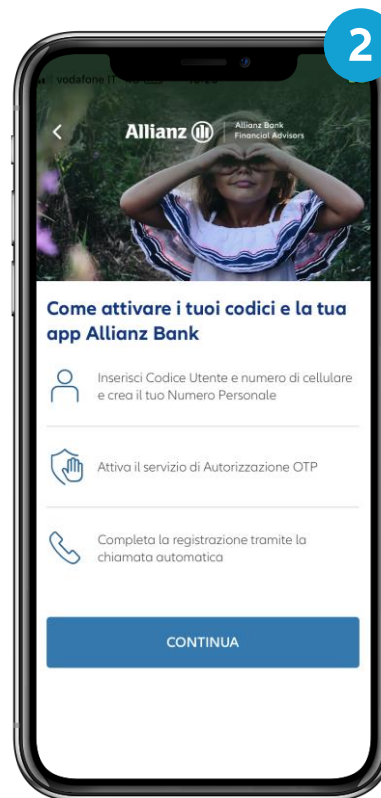 2
vodafone IT
Allianz
Allianz Bank
Financial Advisors
Come attivare i tuoi codici e la tua
app Allianz Bank
Inserisci Codice Utente e numero di cellulare
e crea il tuo Numero Personale
Attiva il servizio di Autorizzazione OTP
Completa la registrazione tramite la
chiamata automatica
CONTINUA